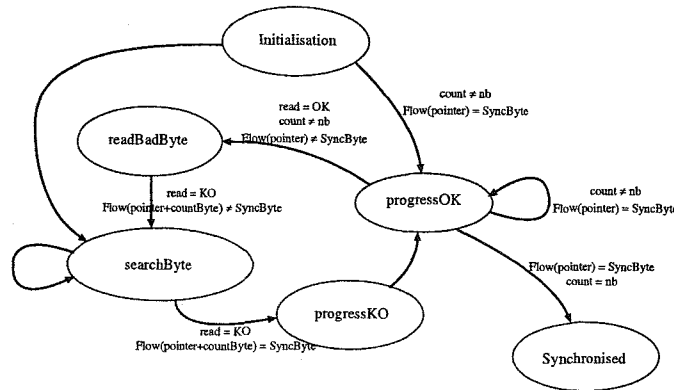 Initialisation
count ≠ nb
Flow(pointer) = SyncByte
read = OK
count ≠ nb
Flow(pointer) ≠ SyncByte
readBadByte
read = KO
Flow(pointer+countByte) ≠ SyncByte
progressOK
count ≠ nb
Flow(pointer) = SyncByte
searchByte
Flow(pointer) = SyncByte
count = nb
progressKO
read = KO
Flow(pointer+countByte) = SyncByte
Synchronised